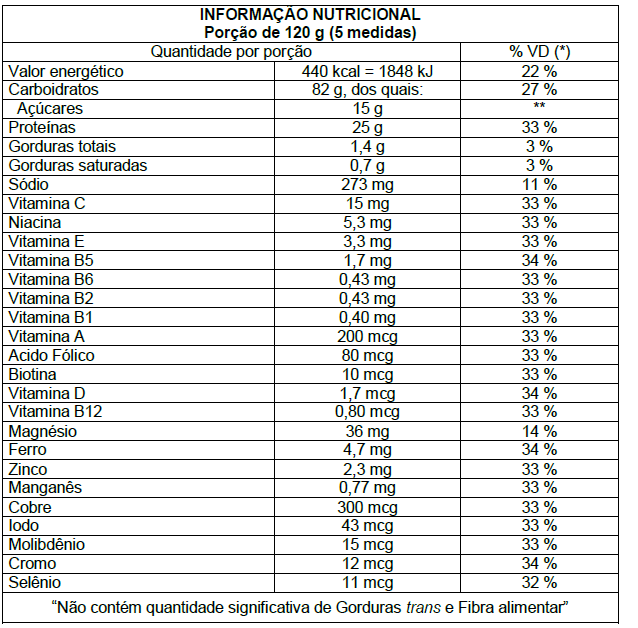 INFORMAÇÃO NUTRICIONAL
Porção de 120 g (5 medidas)
Quantidade por porção % VD (*)
Valor energético 440 kcal = 1848 kJ 22 %
Carboidratos 82 g, dos quais: 27 %
Açúcares 15 g **
Proteínas 25 g 33 %
Gorduras totais 1,4 g 3 %
Gorduras saturadas 0,7 g 3 %
Sódio 273 mg 11 %
Vitamina C 15 mg 33 %
Niacina 5,3 mg 33 %
Vitamina E 3,3 mg 33 %
Vitamina B5 1,7 mg 34 %
Vitamina B6 0,43 mg 33 %
Vitamina B2 0,43 mg 33 %
Vitamina B1 0,40 mg 33 %
Vitamina A 200 mcg 33 %
Acido Fólico 80 mcg 33 %
Biotina 10 mcg 33 %
Vitamina D 1,7 mcg 34 %
Vitamina B12 0,80 mcg 33 %
Magnésio 36 mg 14 %
Ferro 4,7 mg 34 %
Zinco 2,3 mg 33 %
Manganês 0,77 mg 33 %
Cobre 300 mcg 33 %
Iodo 43 mcg 33 %
Molibdênio 15 mcg 33 %
Cromo 12 mcg 34 %
Selênio 11 mcg 32 %
“Não contém quantidade significativa de Gorduras trans e Fibra alimentar”